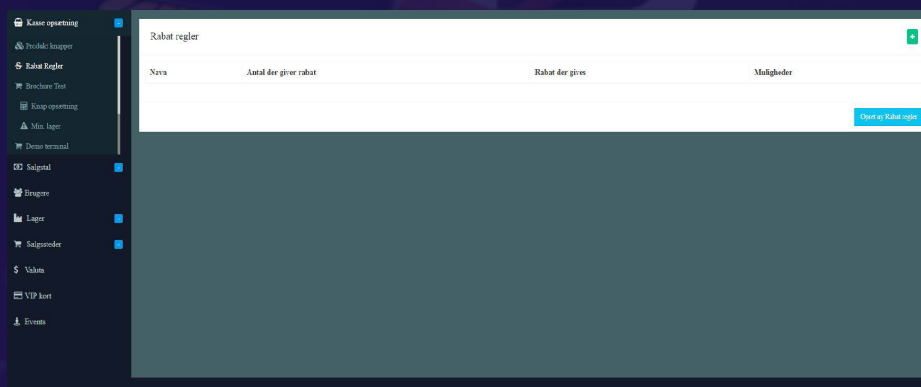 Kasse opsætning
Produkt knapper
Rabat Regler
Brochure Test
Knap opsætning
Min. lager
Demo terminal
Salgstal
Brugere
Lager
Salgssteder
Valuta
VIP kort
Events
Rabat regler
Navn Antal der giver rabat Rabat der gives Muligheder
Opret ny Rabat regler